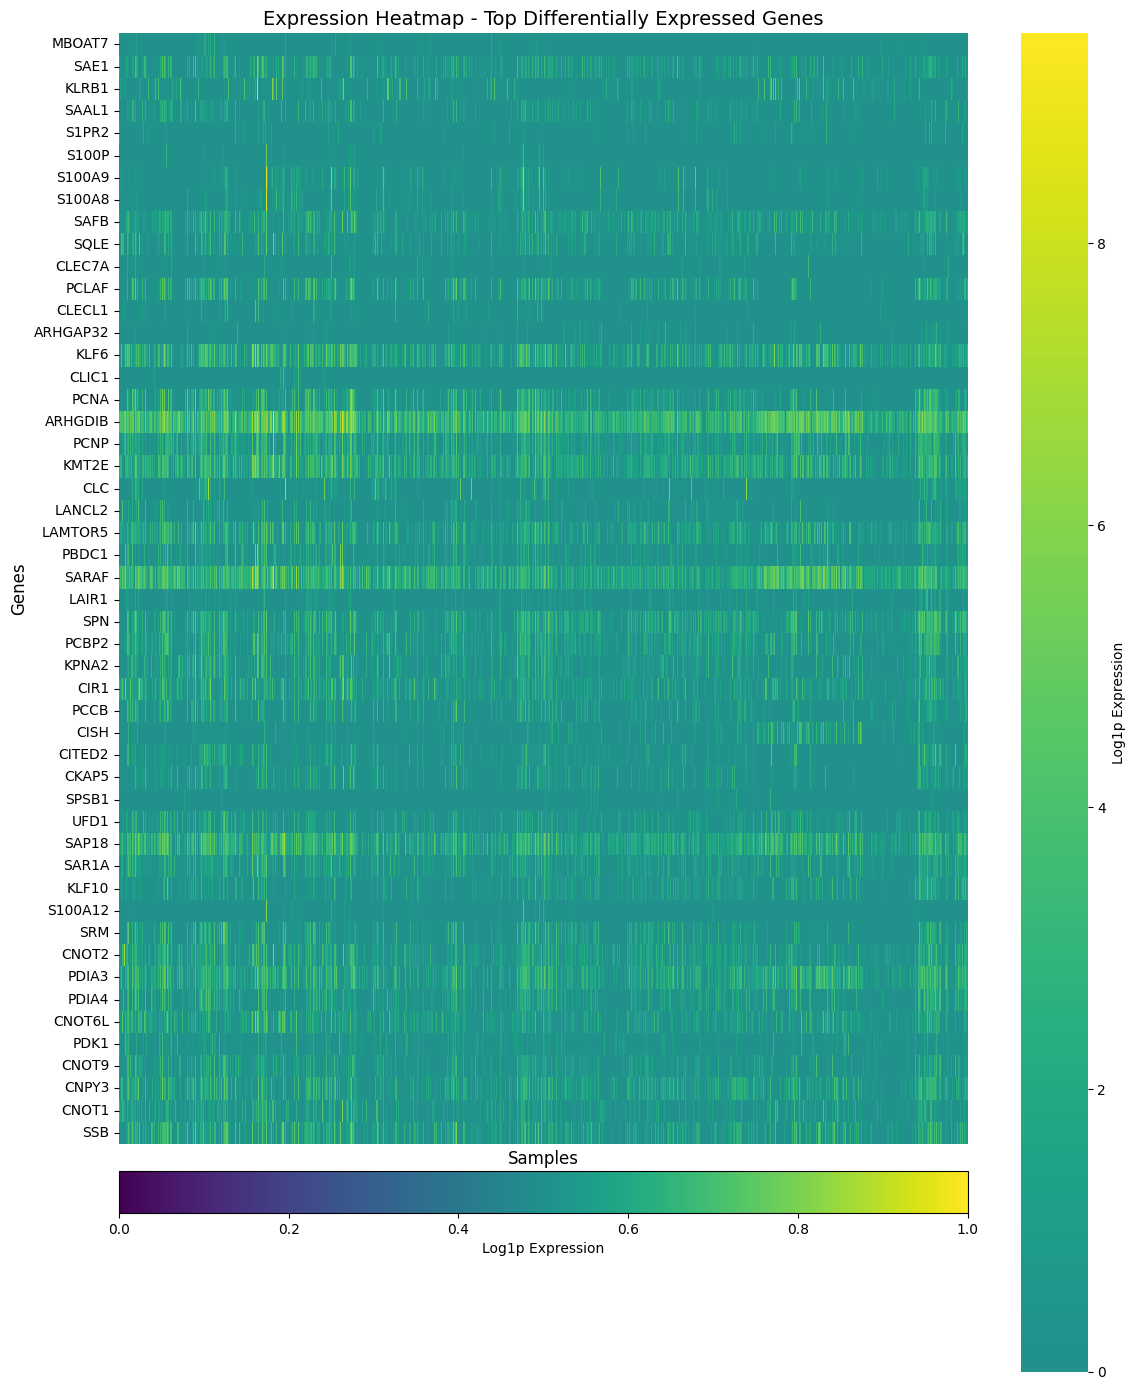 Expression Heatmap - Top Differentially Expressed Genes
MBOAT7
SAE1
KLRB1
SAAL1
S1PR2
S100P
S100A9
S100A8
SAFB
SQLE
CLEC7A
PCLAF
CLECL1
ARHGAP32
KLF6
CLIC1
PCNA
ARHGDIB
PCNP
KMT2E
CLC
LANCL2
LAMTOR5
PBDC1
SARAF
LAIR1
SPN
PCBP2
KPNA2
CIR1
PCCB
CISH
CITED2
CKAP5
SPSB1
UFD1
SAP18
SAR1A
KLF10
S100A12
SRM
CNOT2
PDIA3
PDIA4
CNOT6L
PDK1
CNOT9
CNPY3
CNOT1
SSB
Genes
Samples
0.0 0.2 0.4 0.6 0.8 1.0
Log1p Expression
8
6
4
2
0
Log1p Expression